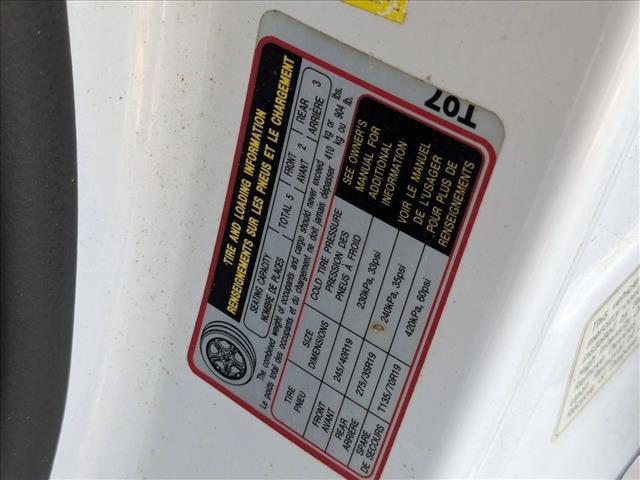 TIRE AND LOADING INFORMATION
RENSEIGNEMENTS SUR LES PNEUS ET LE CHARGEMENT
SEATING CAPACITY
NOMBRE DE PLACES
TOTAL 5
FRONT
AVANT 2
REAR
ARRIÈRE 3
The combined weight of occupants and cargo should never exceed 410 kg or 904 lbs.
Le poids total des occupants et du chargement ne doit jamais dépasser 410 kg ou 904 lb.
TIRE
PNEU
SIZE
DIMENSIONS
COLD TIRE PRESSURE
PRESSION DES
PNEUS À FROID
FRONT
AVANT
245/40R19
230kPa, 33psi
REAR
ARRIÈRE
275/35R19
240kPa, 35psi
SPARE
DE SECOURS
T135/70R19
420kPa, 60psi
SEE OWNER'S
MANUAL FOR
ADDITIONAL
INFORMATION
VOIR LE MANUEL
DE L'USAGER
POUR PLUS DE
RENSEIGNEMENTS
T07